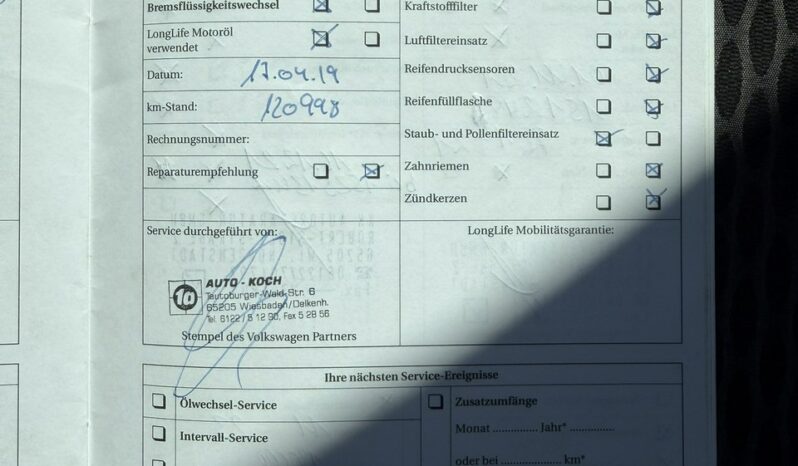 Bremsflüssigkeitswechsel
LongLife Motoröl
verwendet
Datum: 17.04.19
km-Stand: 120998
Rechnungsnummer:
Reparaturempfehlung
Kraftstofffilter
Luftfiltereinsatz
Reifendrucksensoren
Reifenfüllflasche
Staub- und Pollenfiltereinsatz
Zahnriemen
Zündkerzen
Service durchgeführt von:
AUTO - KOCH
Teutoburger-Wald-Str. 6
65205 Wiesbaden/Delkenh.
Tel. 6122 / 5 12 90, Fax 5 28 56
Stempel des Volkswagen Partners
LongLife Mobilitätsgarantie:
Ihre nächsten Service-Ereignisse
Ölwechsel-Service
Intervall-Service
Zusatzumfänge
Monat .............. Jahr* ..............
oder bei .................. km*